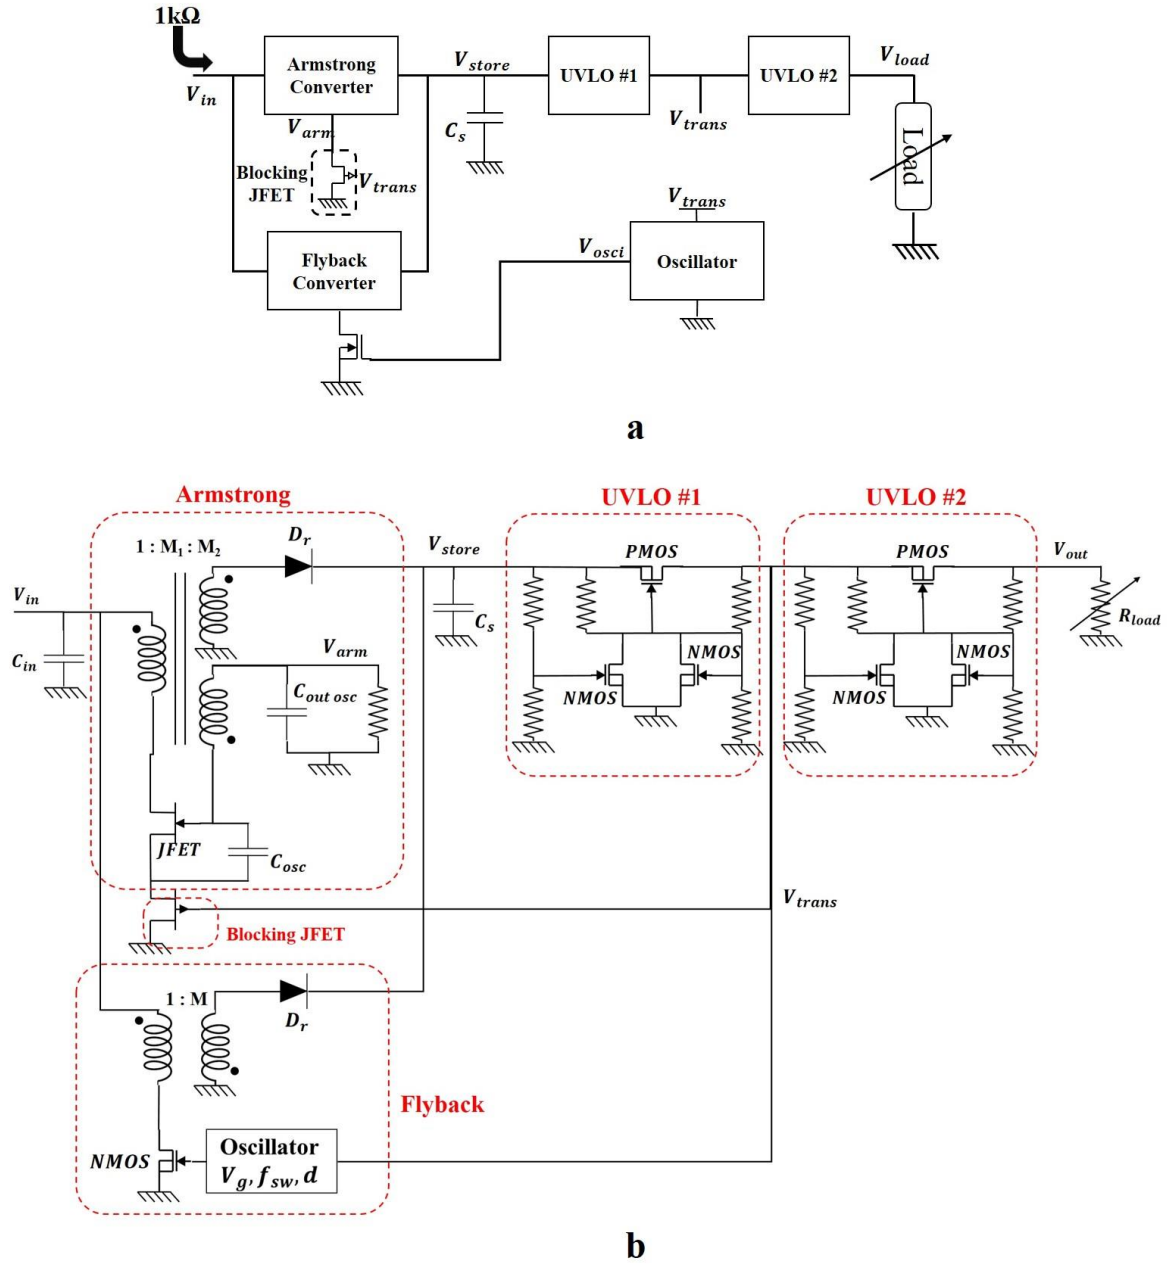 1kΩ
V_in
Armstrong
Converter
V_arm
Blocking
JFET
V_trans
V_store
C_s
UVLO #1
V_trans
UVLO #2
V_load
Load
Flyback
Converter
V_osci
V_trans
Oscillator
a
Armstrong
UVLO #1
UVLO #2
1 : M₁ : M₂
D_r
V_store
PMOS
PMOS
V_out
V_in
C_in
C_s
R_load
V_arm
C_out osc
NMOS
NMOS
NMOS
NMOS
JFET
C_osc
V_trans
Blocking JFET
1 : M
D_r
Flyback
NMOS
Oscillator
V_g, f_sw, d
b